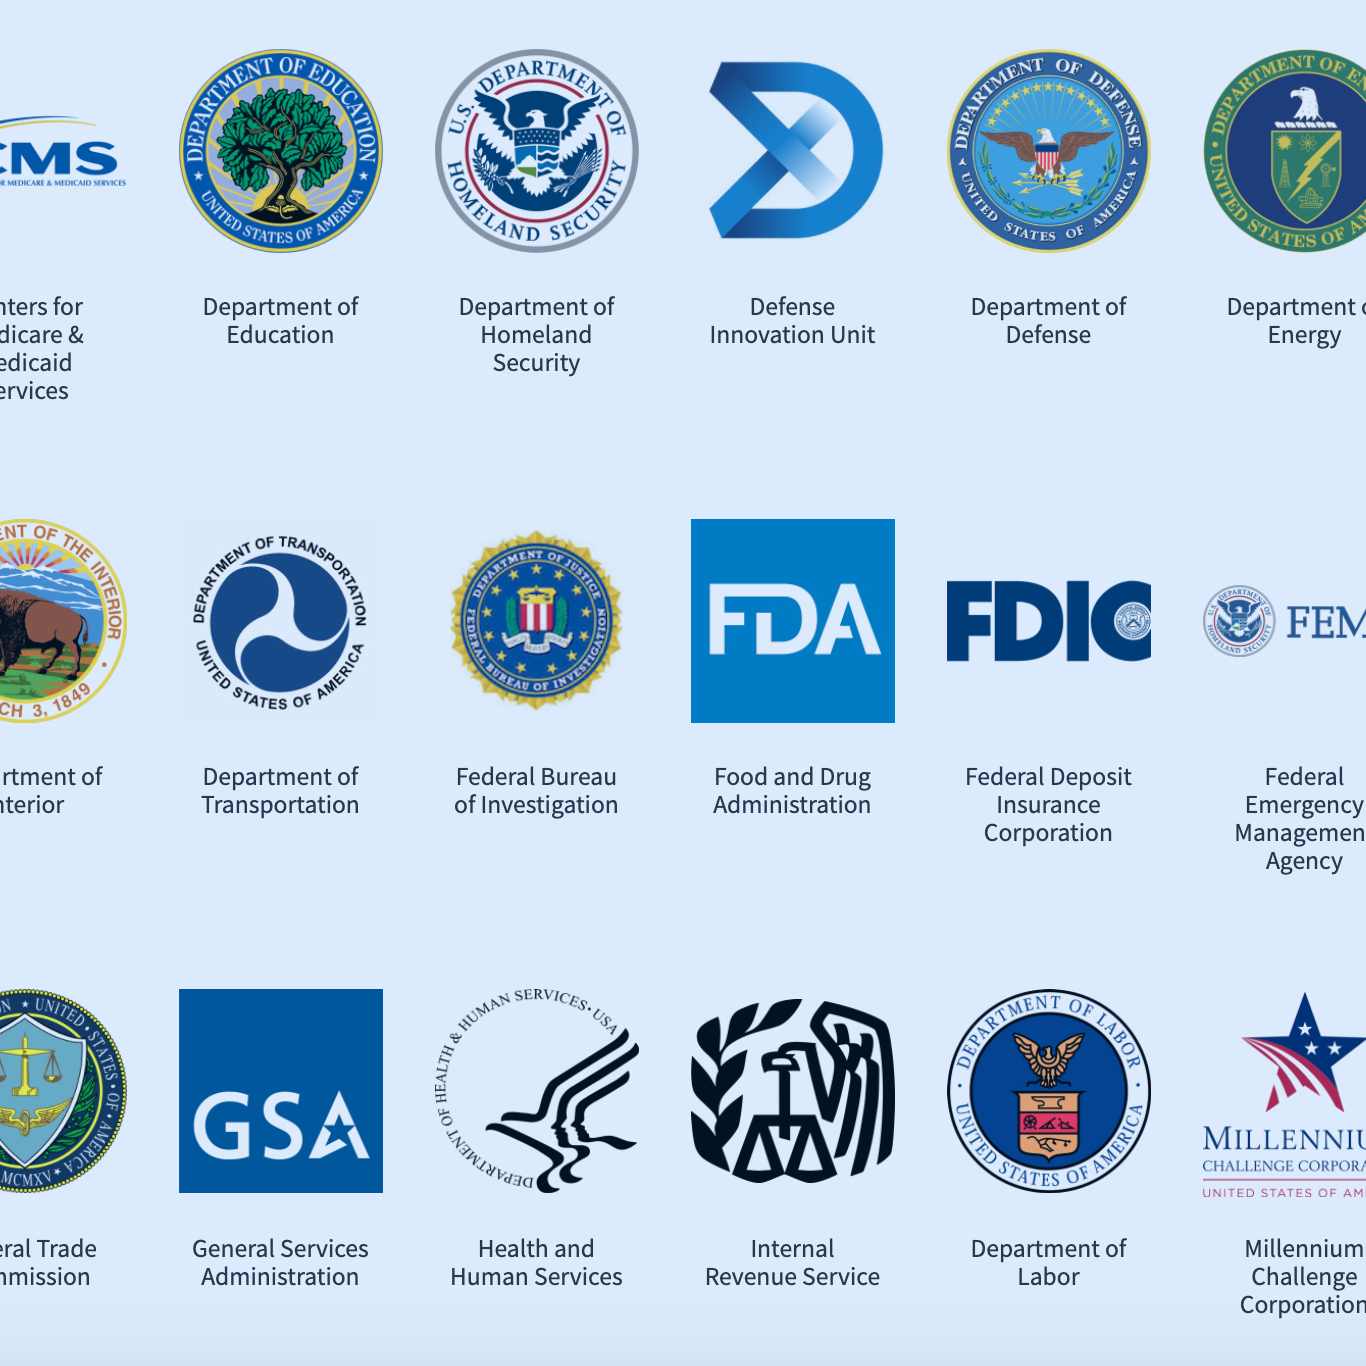 CMS
R MEDICARE & MEDICAID SERVICES
DEPARTMENT OF EDUCATION
UNITED STATES OF AMERICA
U.S. DEPARTMENT OF
HOMELAND SECURITY
DEPARTMENT OF DEFENSE
UNITED STATES OF AMERICA
DEPARTMENT OF EN
UNITED STATES OF AM
nters for
dicare &
edicaid
ervices
Department of
Education
Department of
Homeland
Security
Defense
Innovation Unit
Department of
Defense
Department o
Energy
ENT OF THE INTERIOR
CH 3, 1849
DEPARTMENT OF TRANSPORTATION
UNITED STATES OF AMERICA
DEPARTMENT OF JUSTICE
FEDERAL BUREAU OF INVESTIGATION
FDA
FDIC
U.S. DEPARTMENT OF
HOMELAND SECURITY
FEM
rtment of
nterior
Department of
Transportation
Federal Bureau
of Investigation
Food and Drug
Administration
Federal Deposit
Insurance
Corporation
Federal
Emergency
Managemen
Agency
N ★ UNITED • STATES • OF • AMERICA
MCMXV
GSA
DEPARTMENT OF HEALTH & HUMAN SERVICES • USA
DEPARTMENT OF LABOR
UNITED STATES OF AMERICA
MILLENNIU
CHALLENGE CORPORA
UNITED STATES OF AM
eral Trade
mmission
General Services
Administration
Health and
Human Services
Internal
Revenue Service
Department of
Labor
Millennium
Challenge
Corporation